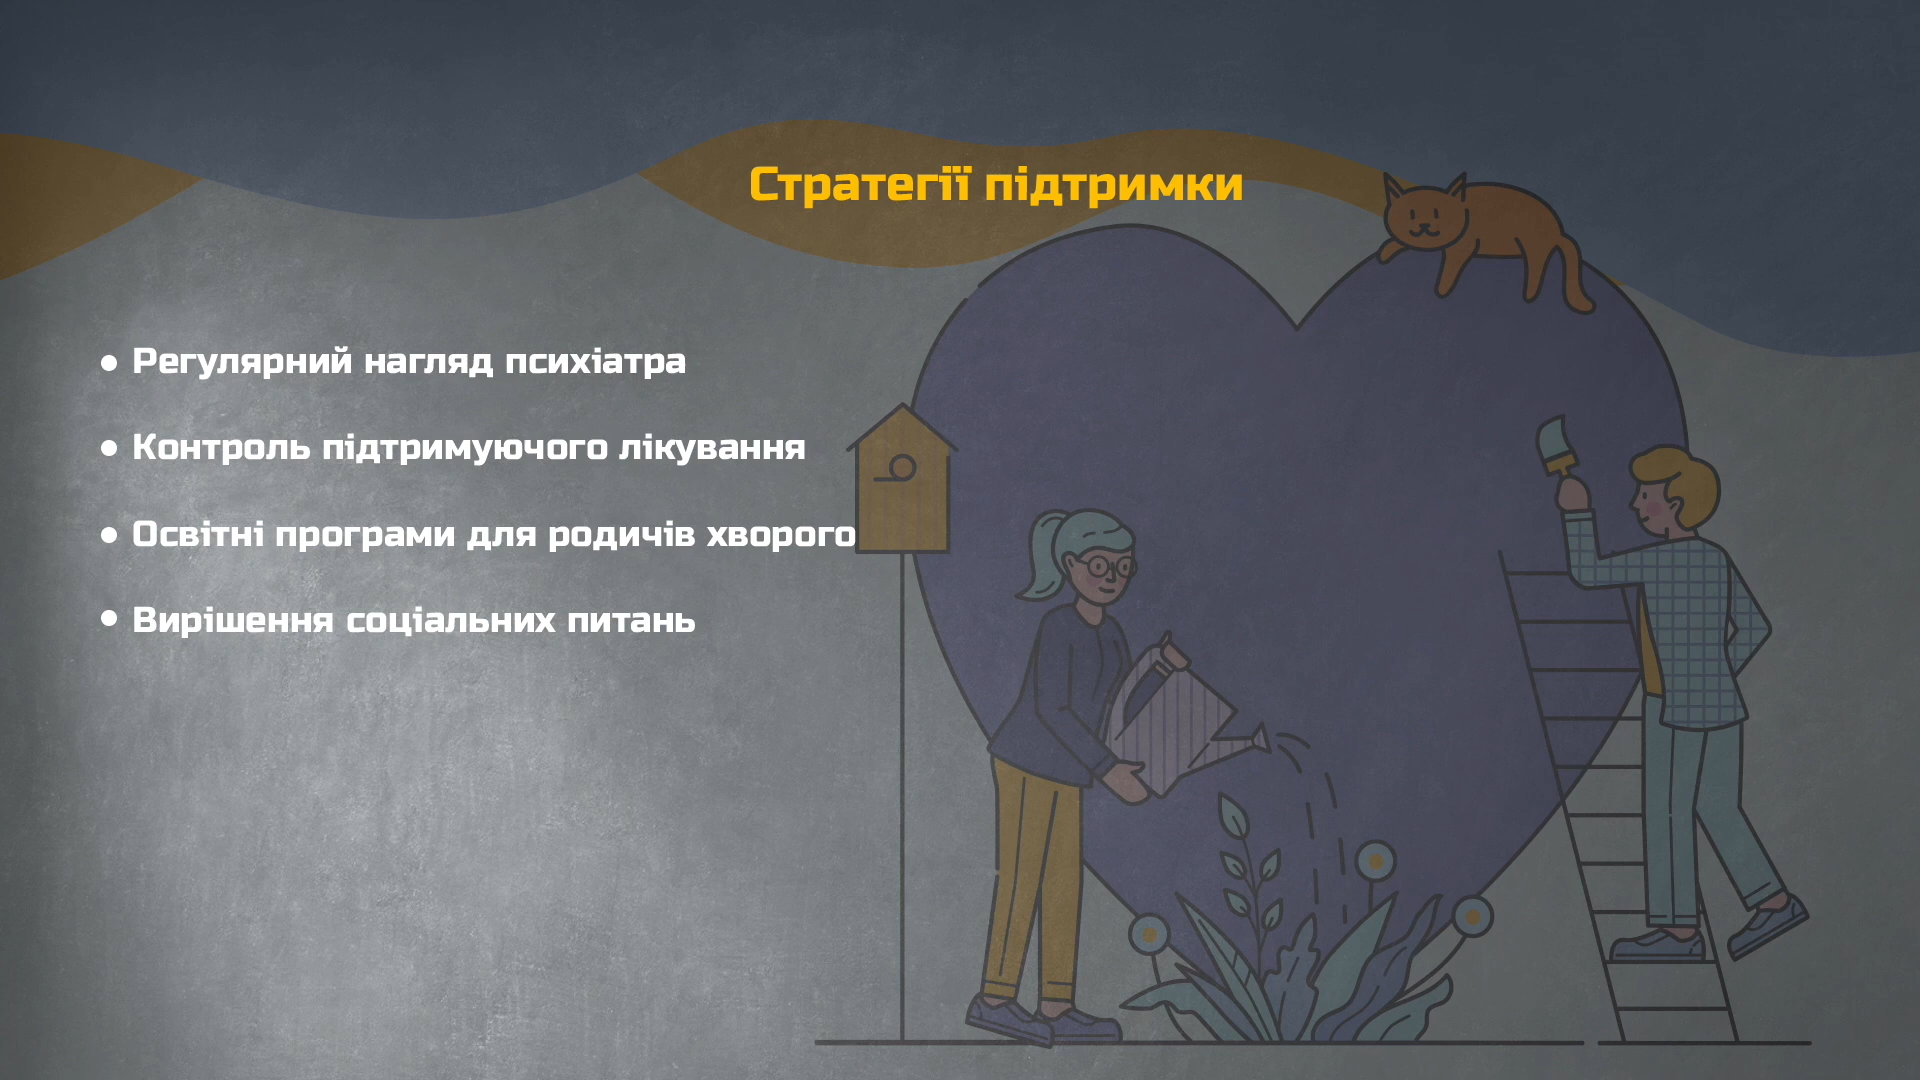 Стратегії підтримки
• Регулярний нагляд психіатра
• Контроль підтримуючого лікування
• Освітні програми для родичів хворого
• Вирішення соціальних питань